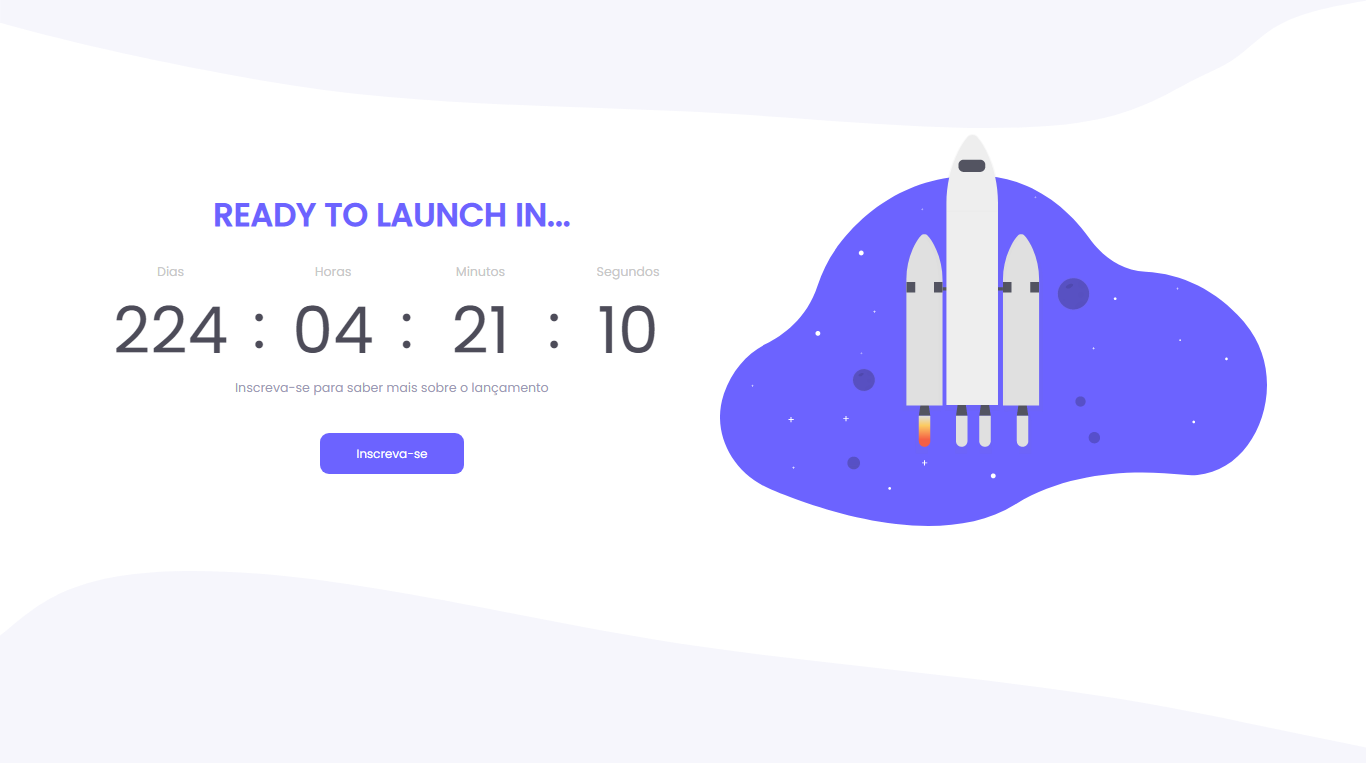 READY TO LAUNCH IN...
Dias Horas Minutos Segundos
224 : 04 : 21 : 10
Inscreva-se para saber mais sobre o lançamento
Inscreva-se